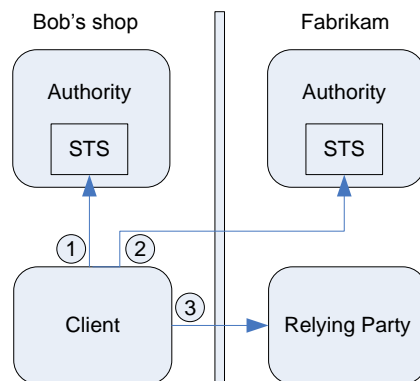 Bob's shop
Fabrikam
Authority
STS
Authority
STS
1
2
3
Client
Relying Party